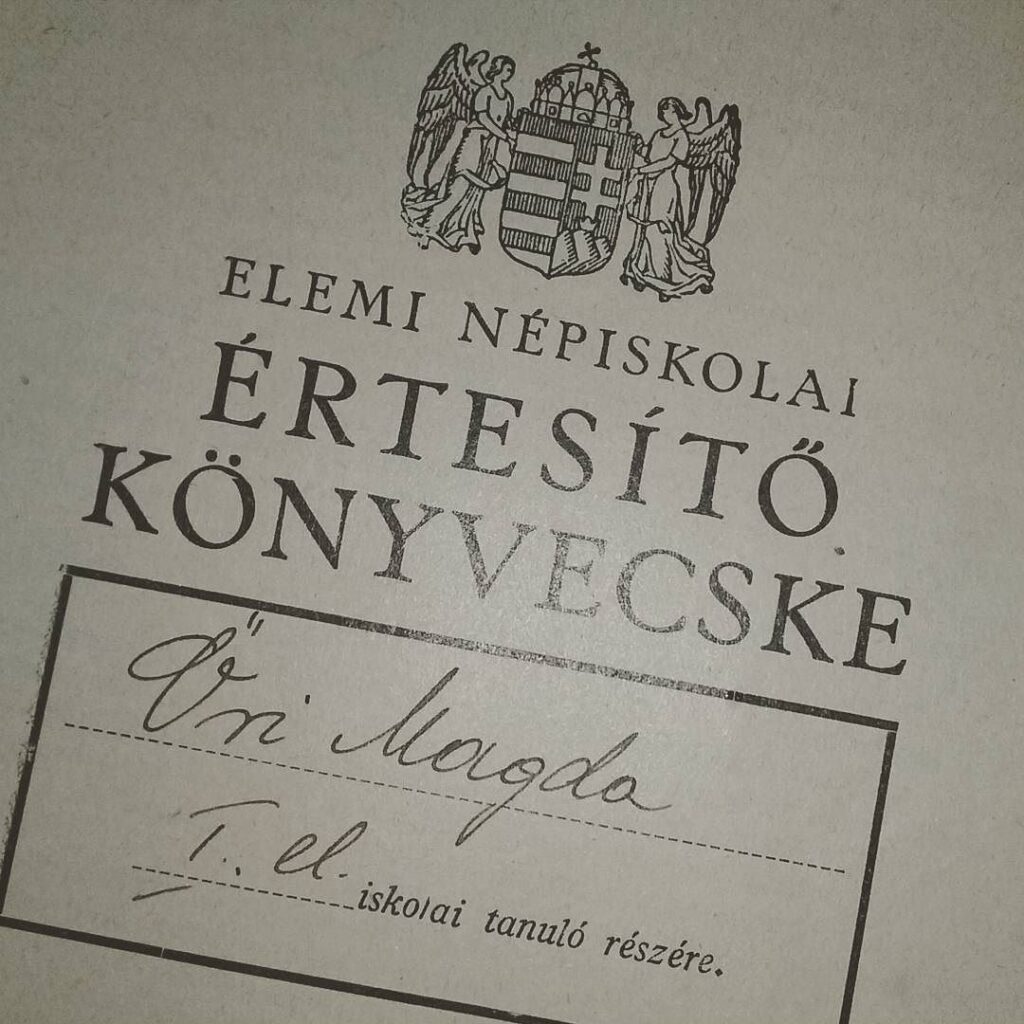 ELEMI NÉPISKOLAI
ÉRTESÍTŐ
KÖNYVECSKE
Őri Magda
I. el.
iskolai tanuló részére.